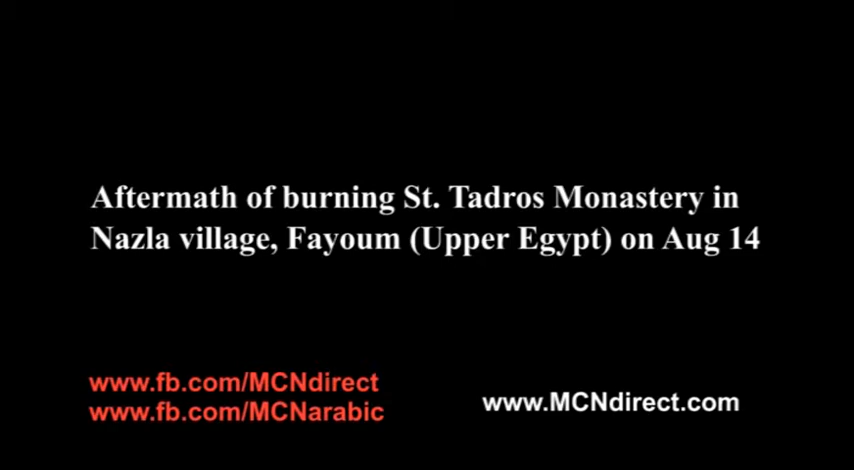 Aftermath of burning St. Tadros Monastery in
Nazla village, Fayoum (Upper Egypt) on Aug 14
www.fb.com/MCNdirect
www.fb.com/MCNarabic
www.MCNdirect.com